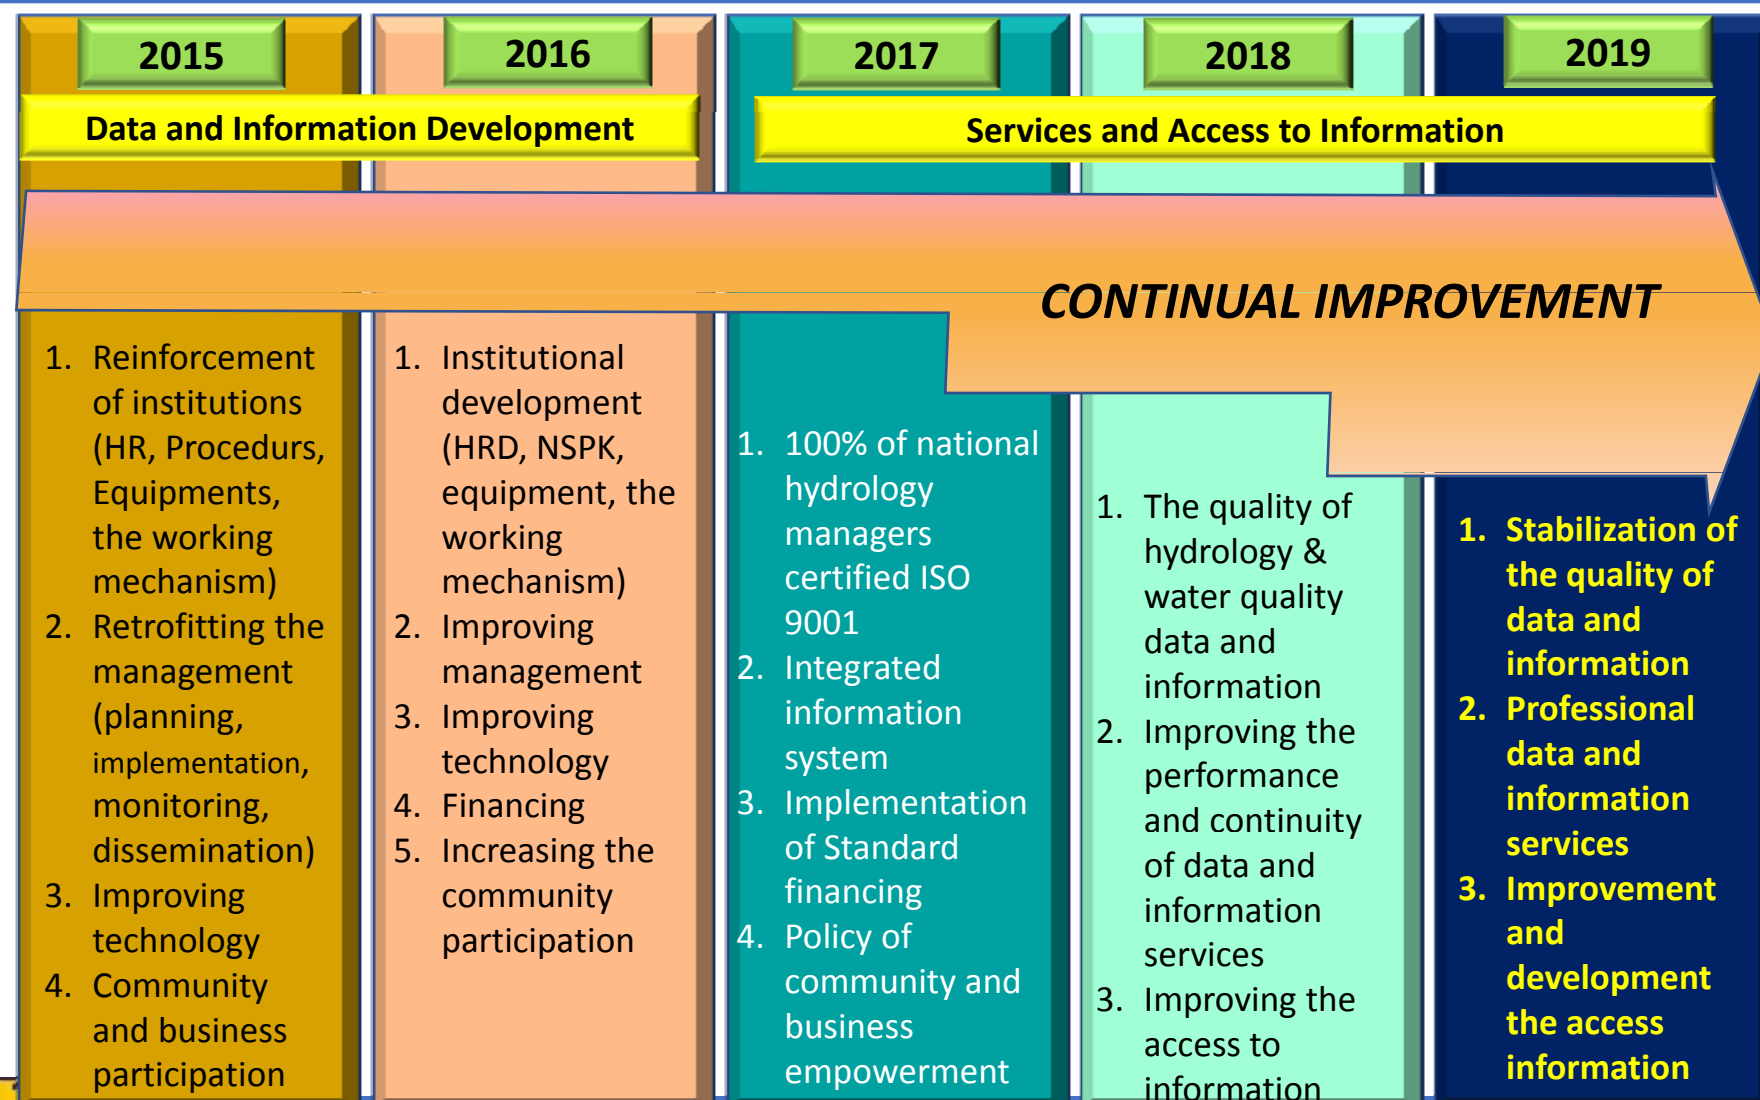 2015
2016
2017
2018
2019
Data and Information Development
Services and Access to Information
CONTINUAL IMPROVEMENT
1. Reinforcement
of institutions
(HR, Procedurs,
Equipments,
the working
mechanism)
2. Retrofitting the
management
(planning,
implementation,
monitoring,
dissemination)
3. Improving
technology
4. Community
and business
participation
1. Institutional
development
(HRD, NSPK,
equipment, the
working
mechanism)
2. Improving
management
3. Improving
technology
4. Financing
5. Increasing the
community
participation
1. 100% of national
hydrology
managers
certified ISO
9001
2. Integrated
information
system
3. Implementation
of Standard
financing
4. Policy of
community and
business
empowerment
1. The quality of
hydrology &
water quality
data and
information
2. Improving the
performance
and continuity
of data and
information
services
3. Improving the
access to
information
1. Stabilization of
the quality of
data and
information
2. Professional
data and
information
services
3. Improvement
and
development
the access
information